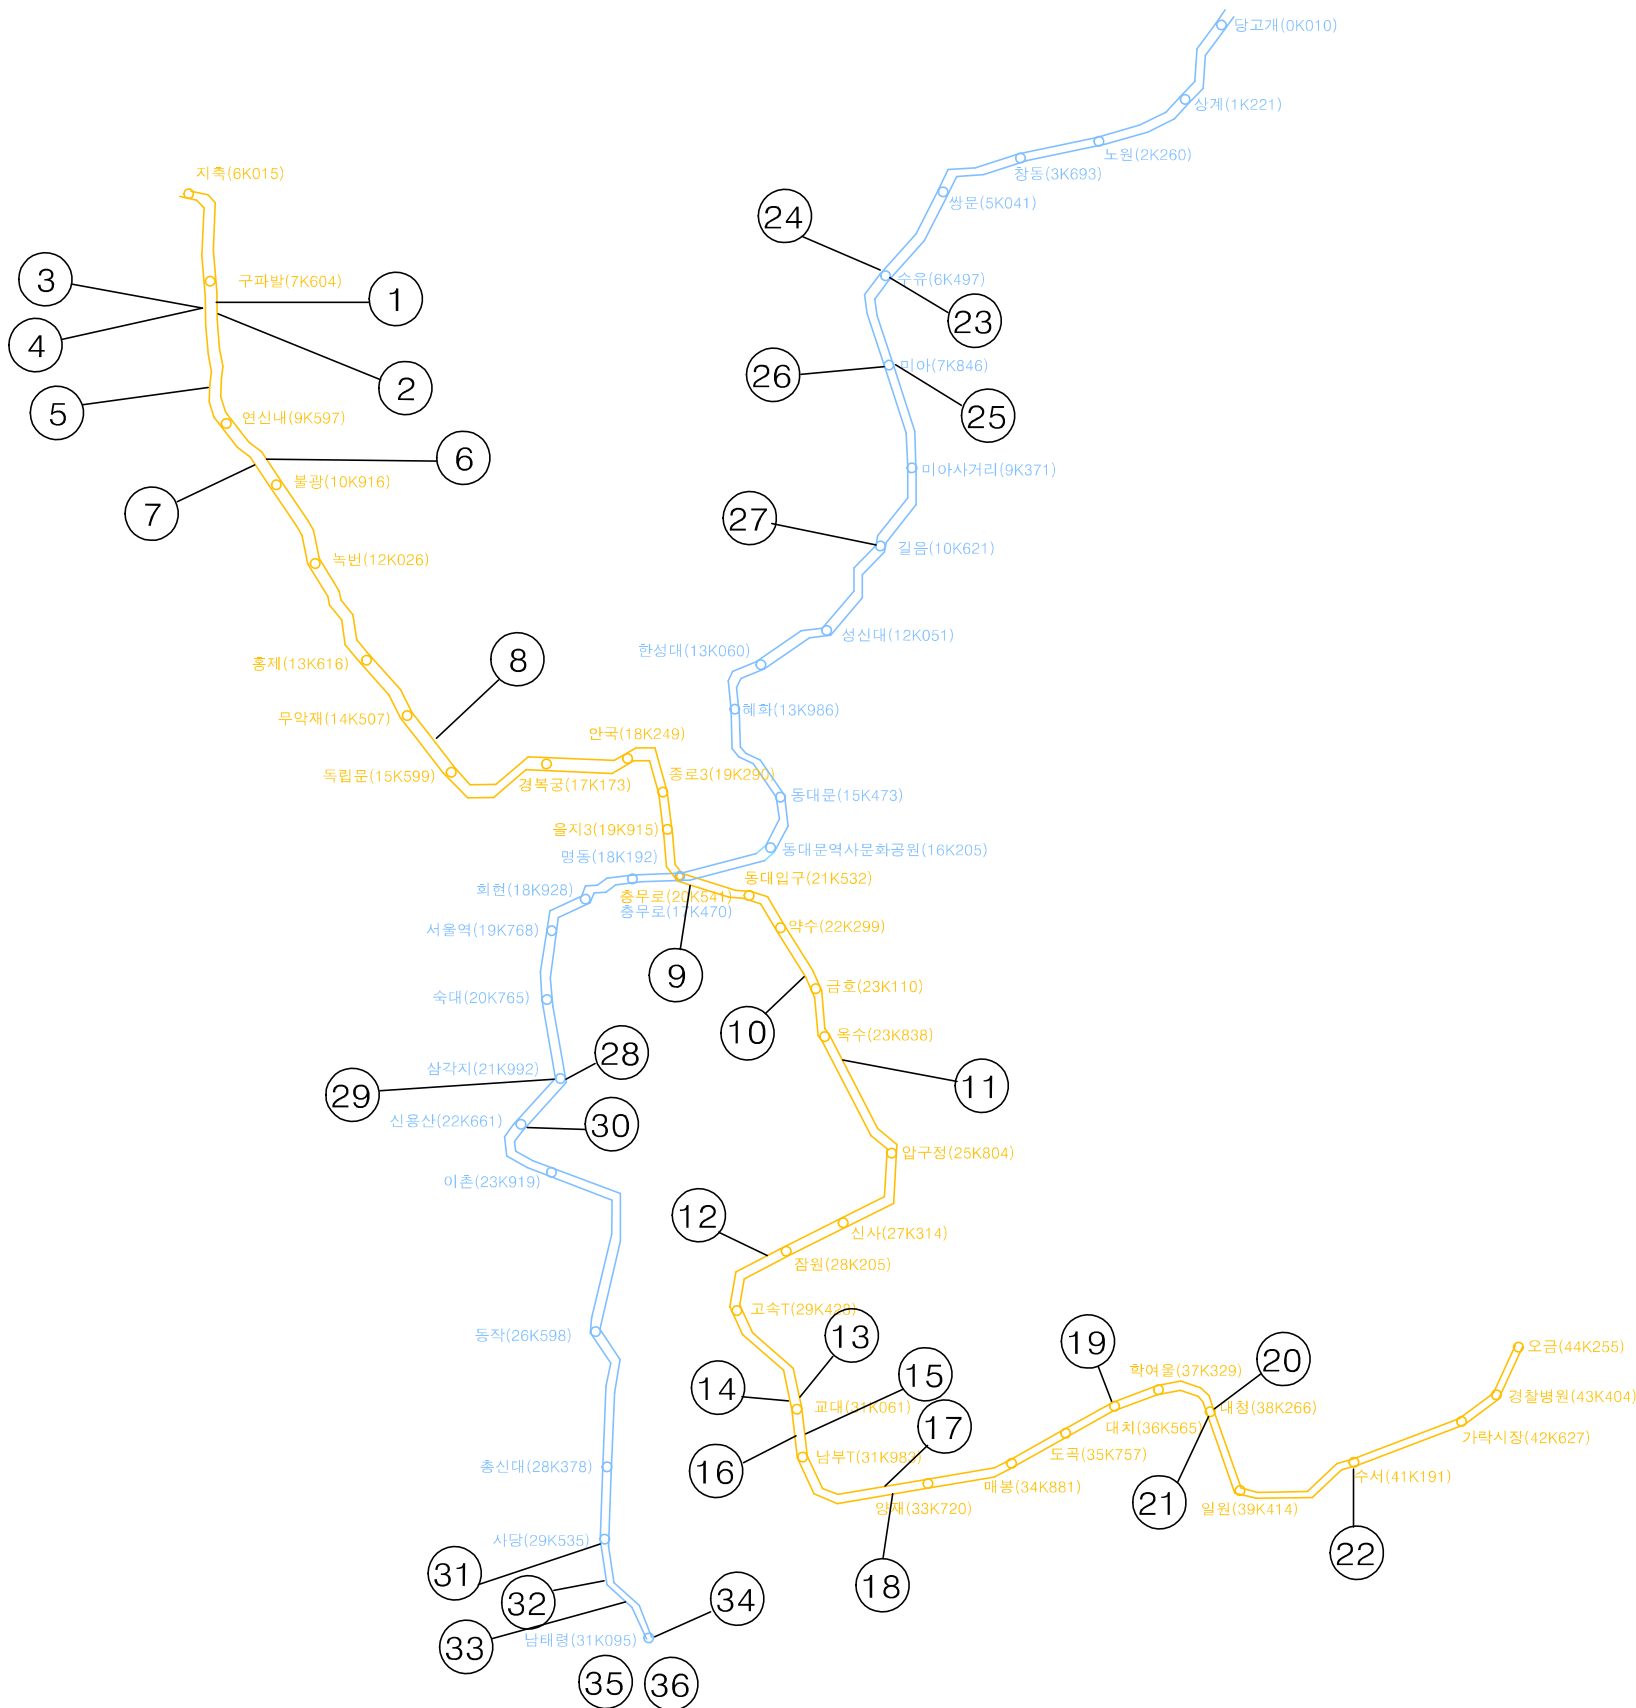 당고개(0K010)
상계(1K221)
노원(2K260)
창동(3K693)
지축(6K015)
쌍문(5K041)
24
수유(6K497)
3
구파발(7K604)
1
23
4
미아(7K846)
26
2
5
25
연신내(9K597)
6
미아사거리(9K371)
불광(10K916)
7
27
길음(10K621)
녹번(12K026)
성신대(12K051)
한성대(13K060)
8
홍제(13K616)
혜화(13K986)
무악재(14K507)
안국(18K249)
독립문(15K599)
종로3(19K290)
경복궁(17K173)
동대문(15K473)
을지3(19K915)
명동(18K192)
동대문역사문화공원(16K205)
동대입구(21K532)
회현(18K928)
충무로(20K541)
충무로(17K470)
약수(22K299)
서울역(19K768)
9
금호(23K110)
숙대(20K765)
10
옥수(23K838)
28
삼각지(21K992)
11
29
신용산(22K661)
30
압구정(25K804)
이촌(23K919)
12
신사(27K314)
잠원(28K205)
고속T(29K428)
13
동작(26K598)
19
오금(44K255)
20
학여울(37K329)
15
14
경찰병원(43K404)
교대(31K061)
대청(38K266)
17
대치(36K565)
가락시장(42K627)
도곡(35K757)
남부T(31K983)
총신대(28K378)
16
수서(41K191)
매봉(34K881)
21
양재(33K720)
일원(39K414)
사당(29K535)
22
31
18
32
34
33
남태령(31K095)
35
36